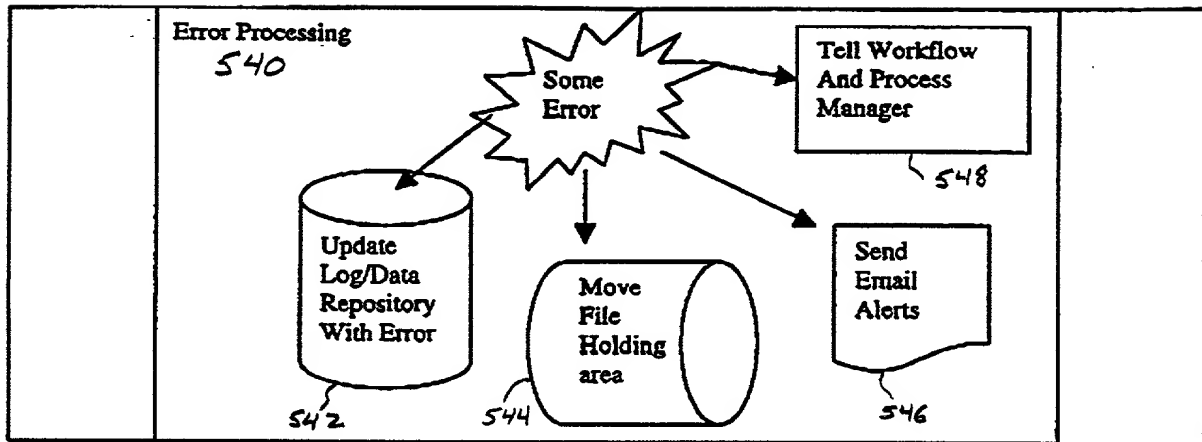 Error Processing
540
Some
Error
Tell Workflow
And Process
Manager
548
Update
Log/Data
Repository
With Error
542
Move
File
Holding
area
544
Send
Email
Alerts
546